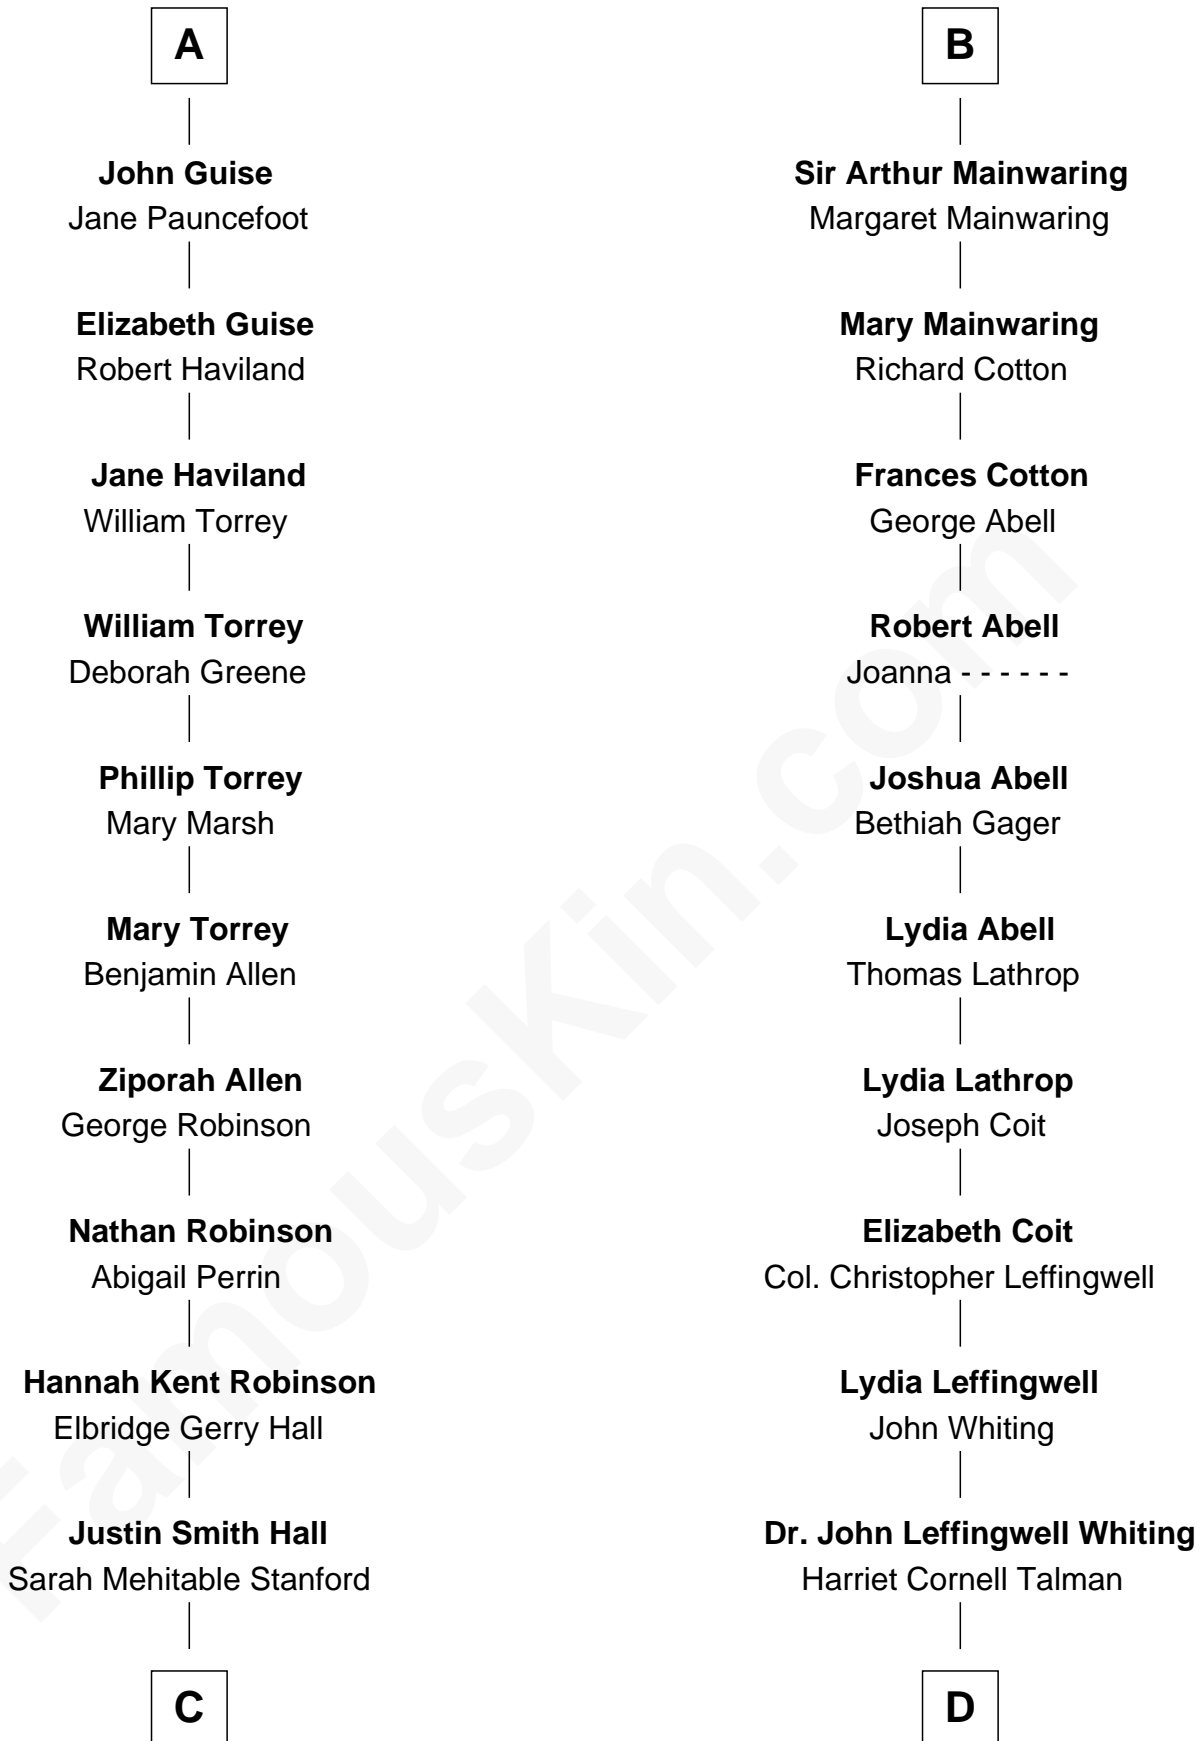 A
John Guise
Jane Pauncefoot
Elizabeth Guise
Robert Haviland
Jane Haviland
William Torrey
William Torrey
Deborah Greene
Phillip Torrey
Mary Marsh
Mary Torrey
Benjamin Allen
Ziporah Allen
George Robinson
Nathan Robinson
Abigail Perrin
Hannah Kent Robinson
Elbridge Gerry Hall
Justin Smith Hall
Sarah Mehitable Stanford
C
B
Sir Arthur Mainwaring
Margaret Mainwaring
Mary Mainwaring
Richard Cotton
Frances Cotton
George Abell
Robert Abell
Joanna - - - - - -
Joshua Abell
Bethiah Gager
Lydia Abell
Thomas Lathrop
Lydia Lathrop
Joseph Coit
Elizabeth Coit
Col. Christopher Leffingwell
Lydia Leffingwell
John Whiting
Dr. John Leffingwell Whiting
Harriet Cornell Talman
D
FamousKin.com